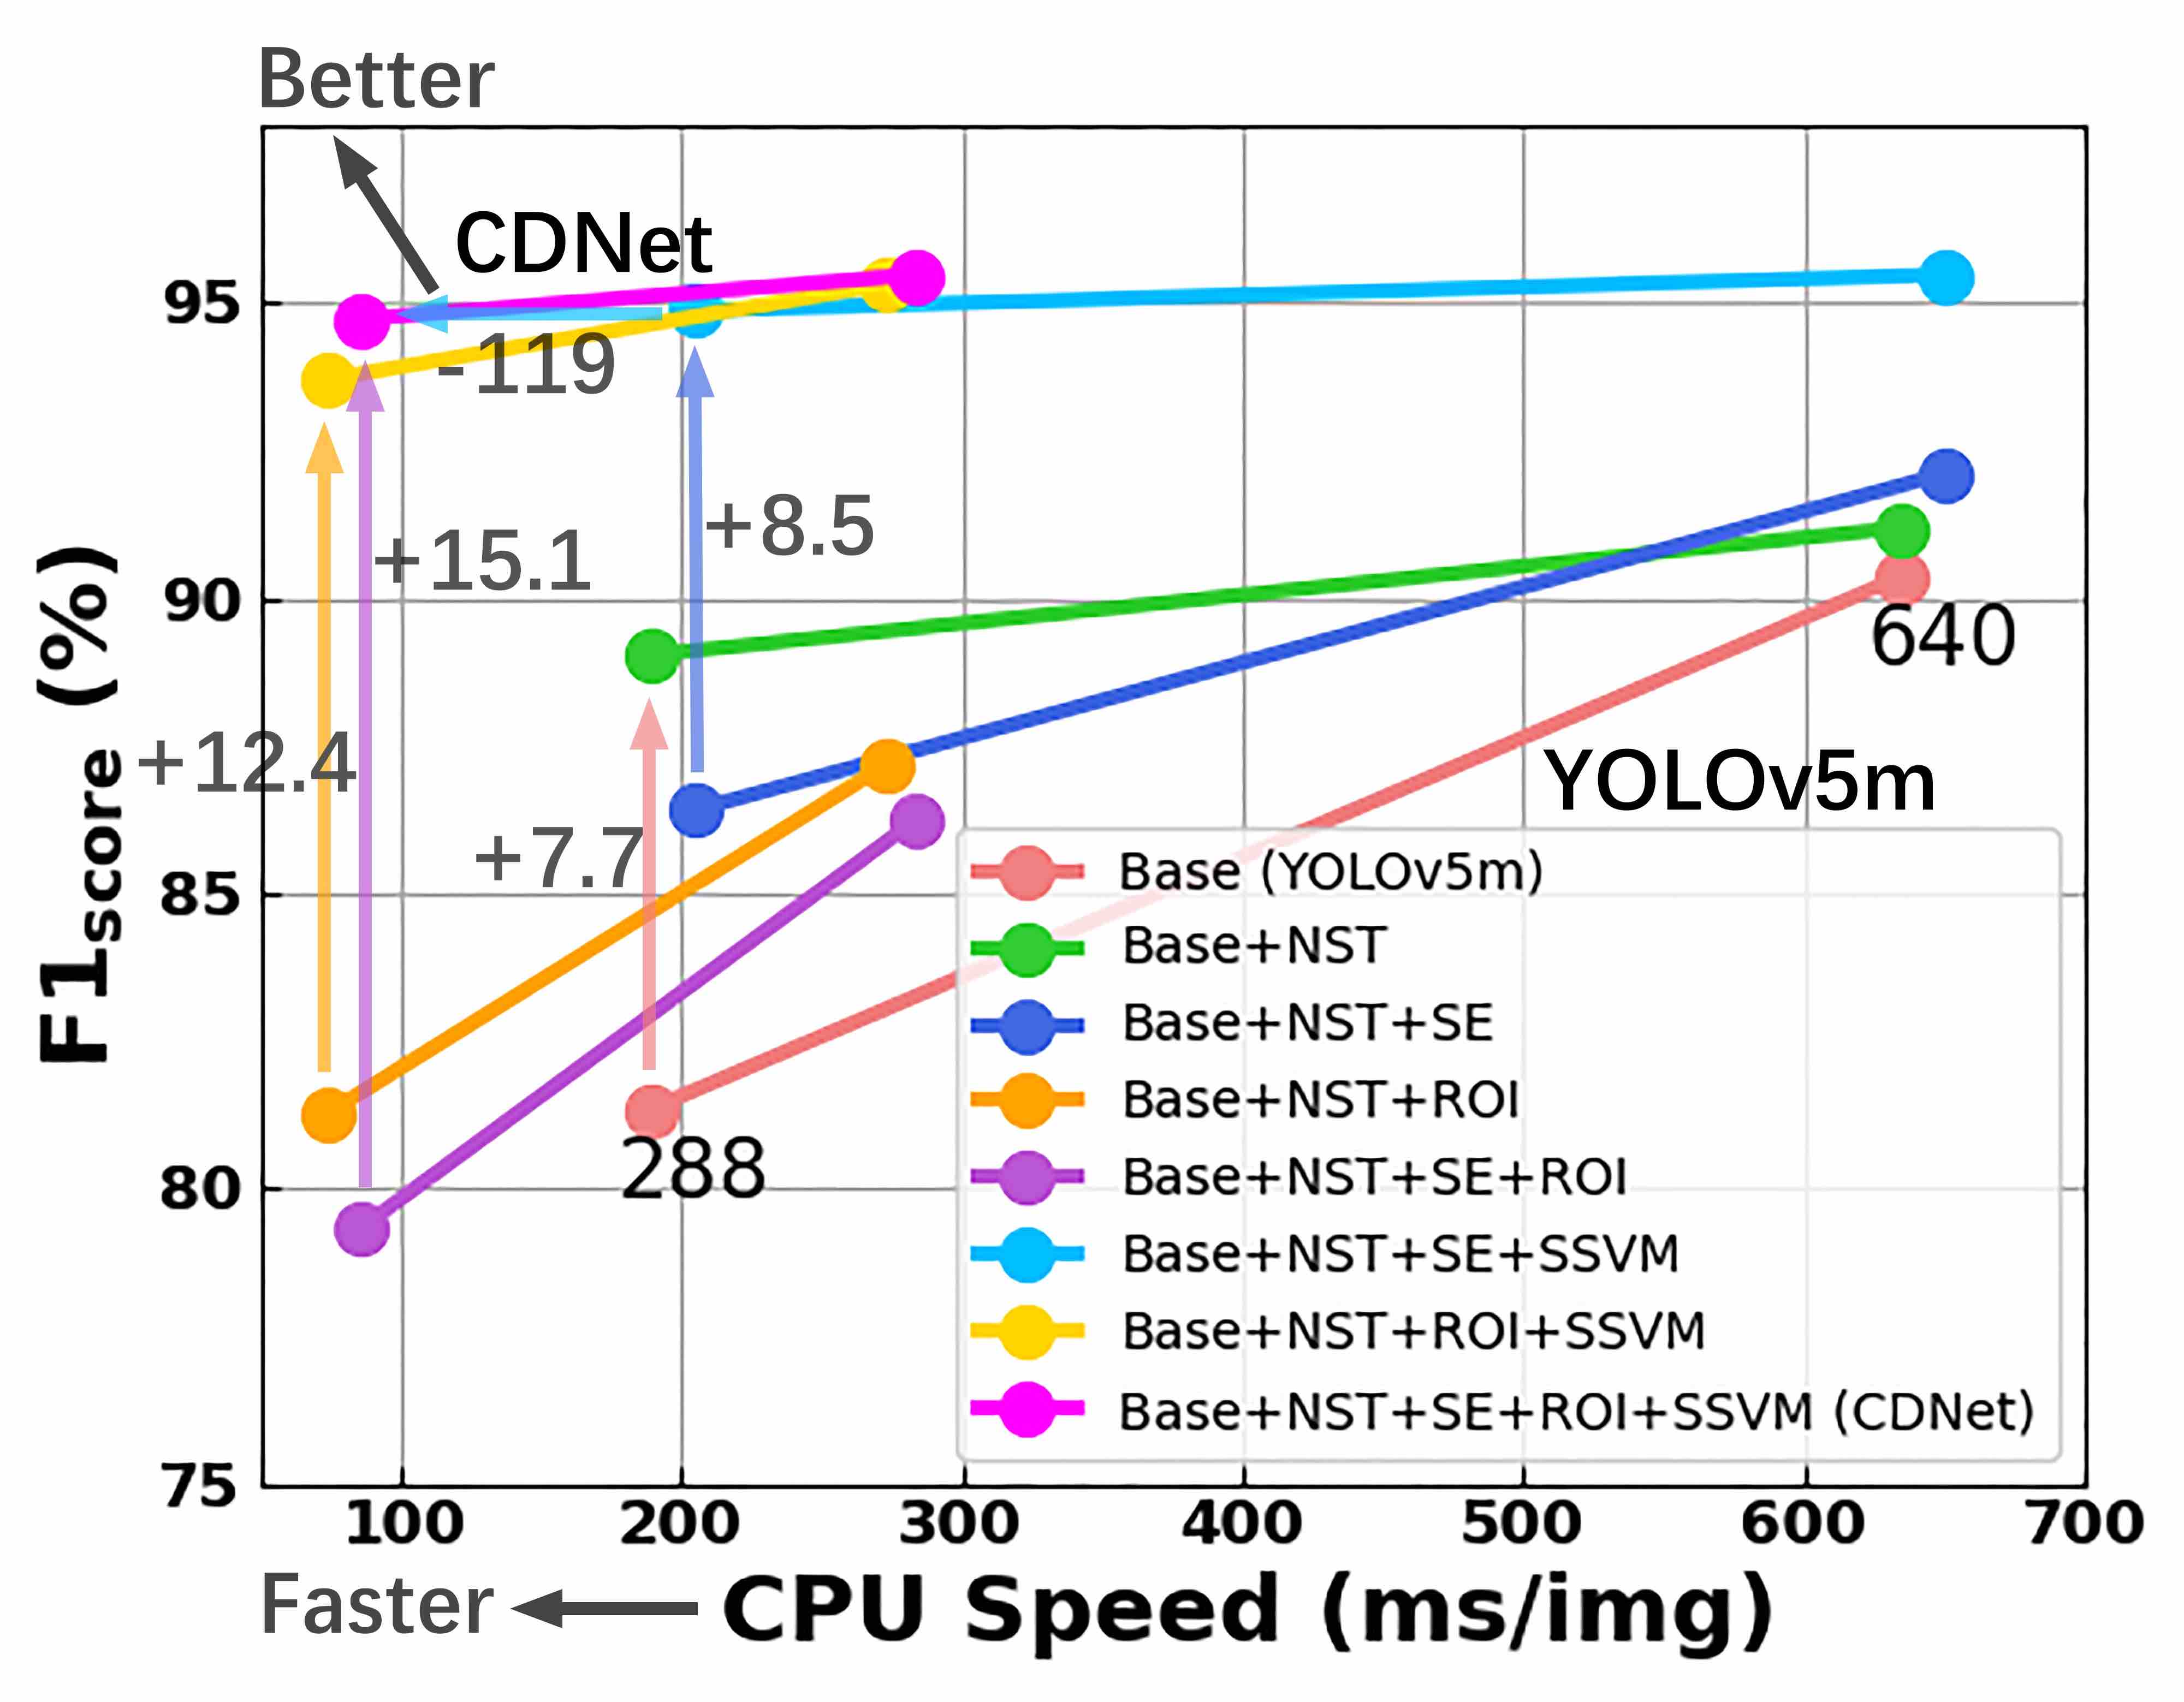 Better
CDNet
95
-119
+8.5
+15.1
90
640
+12.4
YOLOv5m
+7.7
85
F1score (%)
288
80
75
Base (YOLOv5m)
Base+NST
Base+NST+SE
Base+NST+ROI
Base+NST+SE+ROI
Base+NST+SE+SSVM
Base+NST+ROI+SSVM
Base+NST+SE+ROI+SSVM (CDNet)
100 200 300 400 500 600 700
Faster CPU Speed (ms/img)